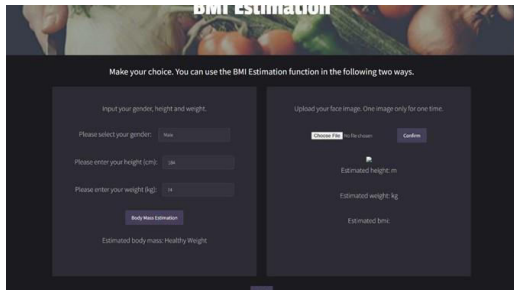 BMI Estimation
Make your choice. You can use the BMI Estimation function in the following two ways.
Input your gender, height and weight.
Please select your gender: Male
Please enter your height (cm): 184
Please enter your weight (kg): 74
Body Mass Estimation
Estimated body mass: Healthy Weight
Upload your face image. One image only for one time.
Choose File No file chosen Confirm
Estimated height: m
Estimated weight: kg
Estimated bmi: